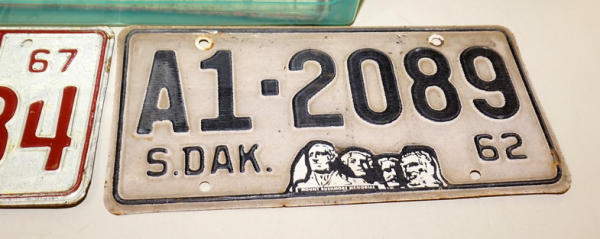 67
34
A1·2089
S.DAK.
62
MOUNT RUSHMORE MEMORIAL